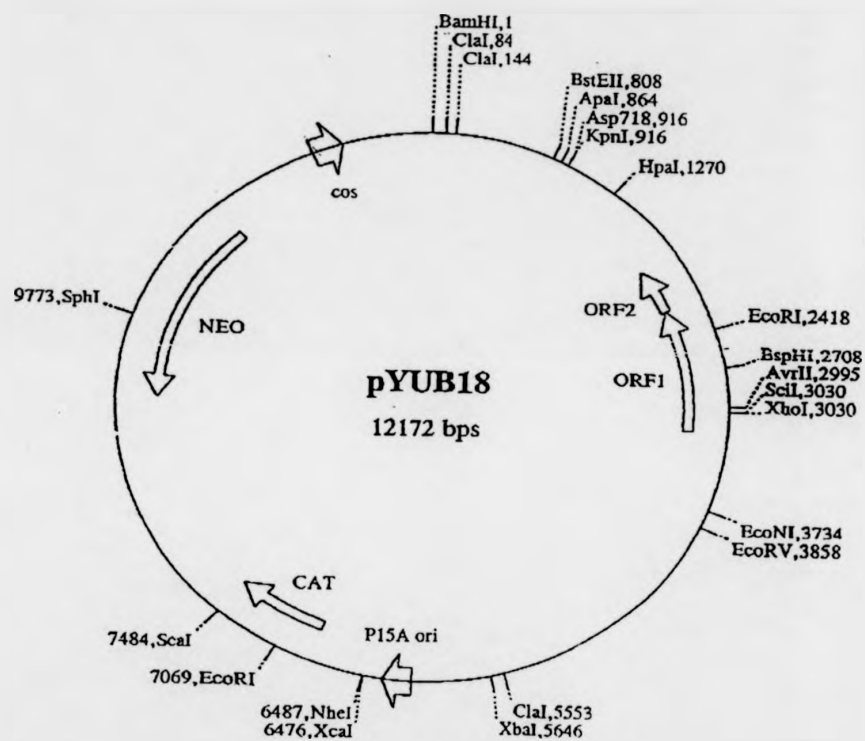 BamHI,1
ClaI,84
ClaI,144
BstEII,808
ApaI,864
Asp718,916
KpnI,916
HpaI,1270
cos
9773,SphI
NEO
ORF2
EcoRI,2418
BspHI,2708
AvrII,2995
SciI,3030
XhoI,3030
ORF1
pYUB18
12172 bps
EcoNI,3734
EcoRV,3858
CAT
P15A ori
7484,ScaI
7069,EcoRI
6487,NheI
6476,XcaI
ClaI,5553
XbaI,5646